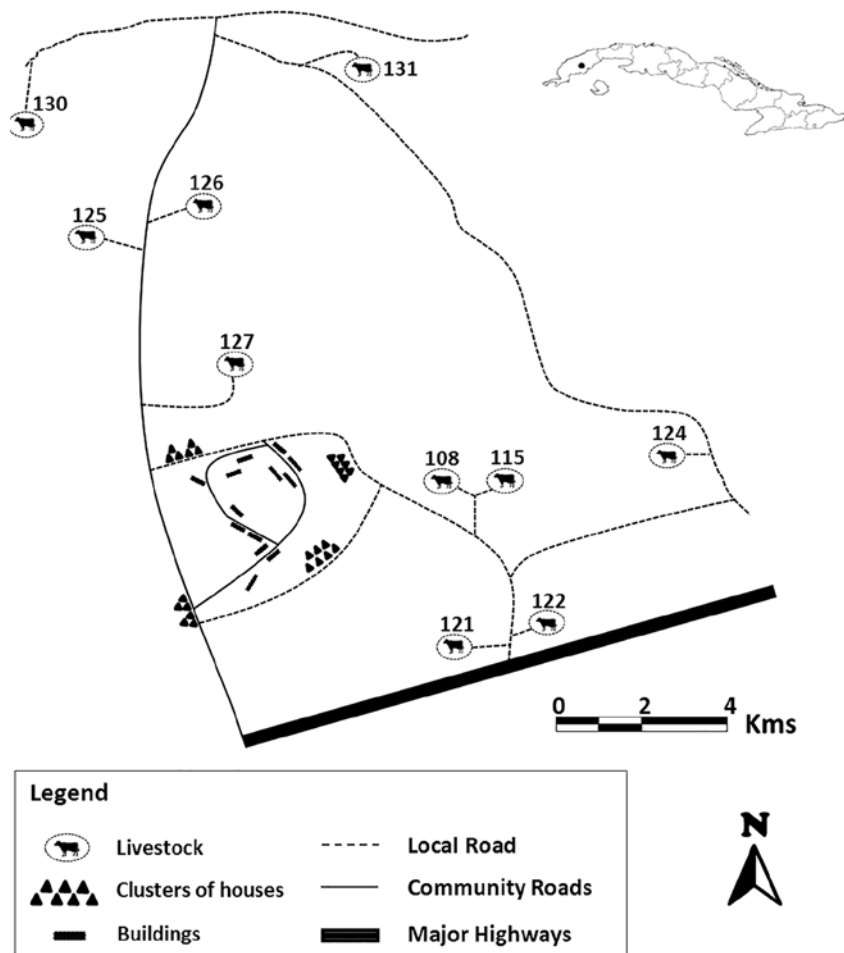 131
130
126
125
127
124
108 115
122
121
0 2 4
Kms
Legend
Livestock
Local Road
Clusters of houses
Community Roads
Buildings
Major Highways
N